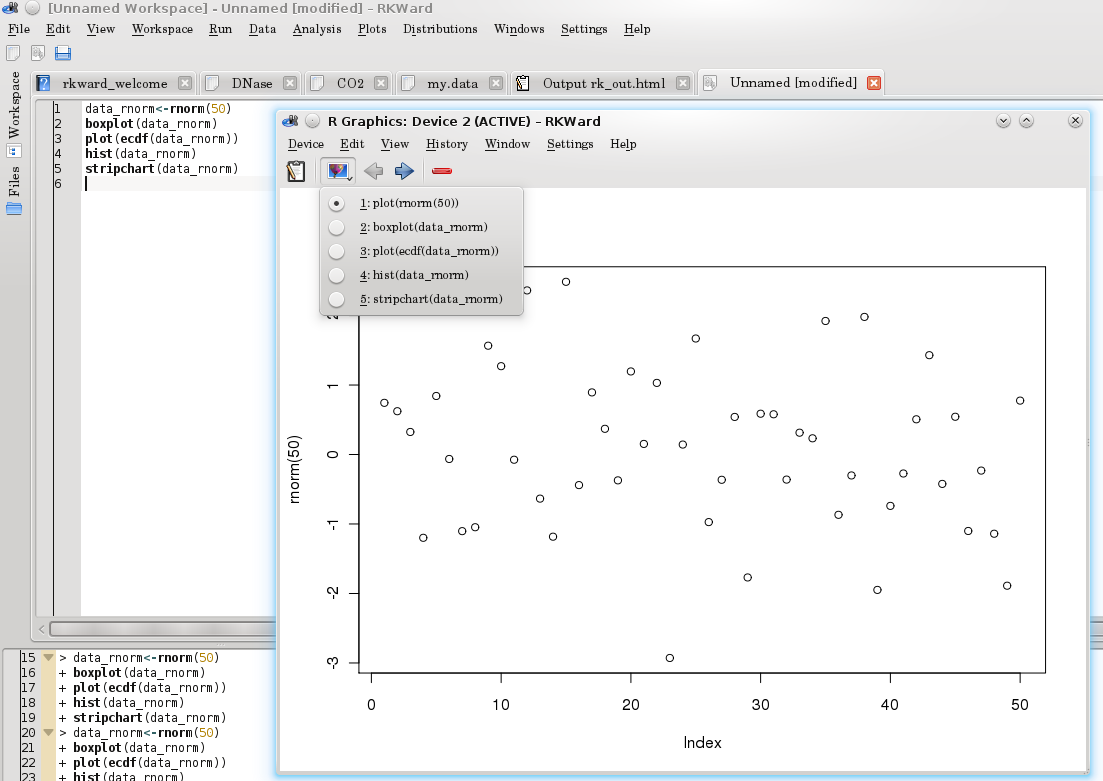 [Unnamed Workspace] - Unnamed [modified] – RKWard
File Edit View Workspace Run Data Analysis Plots Distributions Windows Settings Help
Workspace
Files
rkward_welcome DNase CO2 my.data Output rk_out.html Unnamed [modified]
1 data_rnorm<-rnorm(50)
2 boxplot(data_rnorm)
3 plot(ecdf(data_rnorm))
4 hist(data_rnorm)
5 stripchart(data_rnorm)
6
R Graphics: Device 2 (ACTIVE) – RKWard
Device Edit View History Window Settings Help
1: plot(rnorm(50))
2: boxplot(data_rnorm)
3: plot(ecdf(data_rnorm))
4: hist(data_rnorm)
5: stripchart(data_rnorm)
rnorm(50)
1
0
-1
-2
-3
0 10 20 30 40 50
Index
15 > data_rnorm<-rnorm(50)
16 + boxplot(data_rnorm)
17 + plot(ecdf(data_rnorm))
18 + hist(data_rnorm)
19 + stripchart(data_rnorm)
20 > data_rnorm<-rnorm(50)
21 + boxplot(data_rnorm)
22 + plot(ecdf(data_rnorm))
23 + hist(data_rnorm)